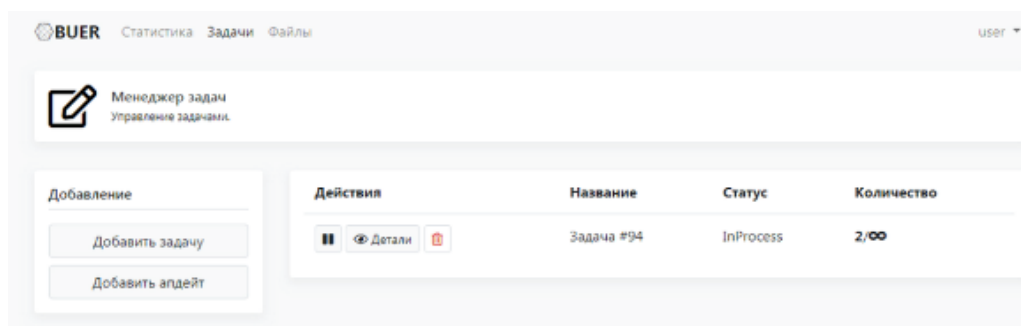 BUER Статистика Задачи Файлы user
Менеджер задач
Управление задачами.
Добавление
Добавить задачу
Добавить апдейт
Действия Название Статус Количество
Детали Задача #94 InProcess 2/∞